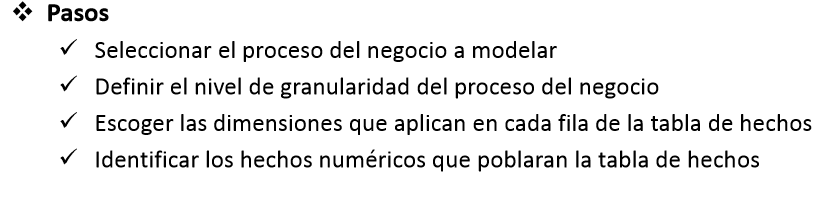 Pasos
Seleccionar el proceso del negocio a modelar
Definir el nivel de granularidad del proceso del negocio
Escoger las dimensiones que aplican en cada fila de la tabla de hechos
Identificar los hechos numéricos que poblaran la tabla de hechos